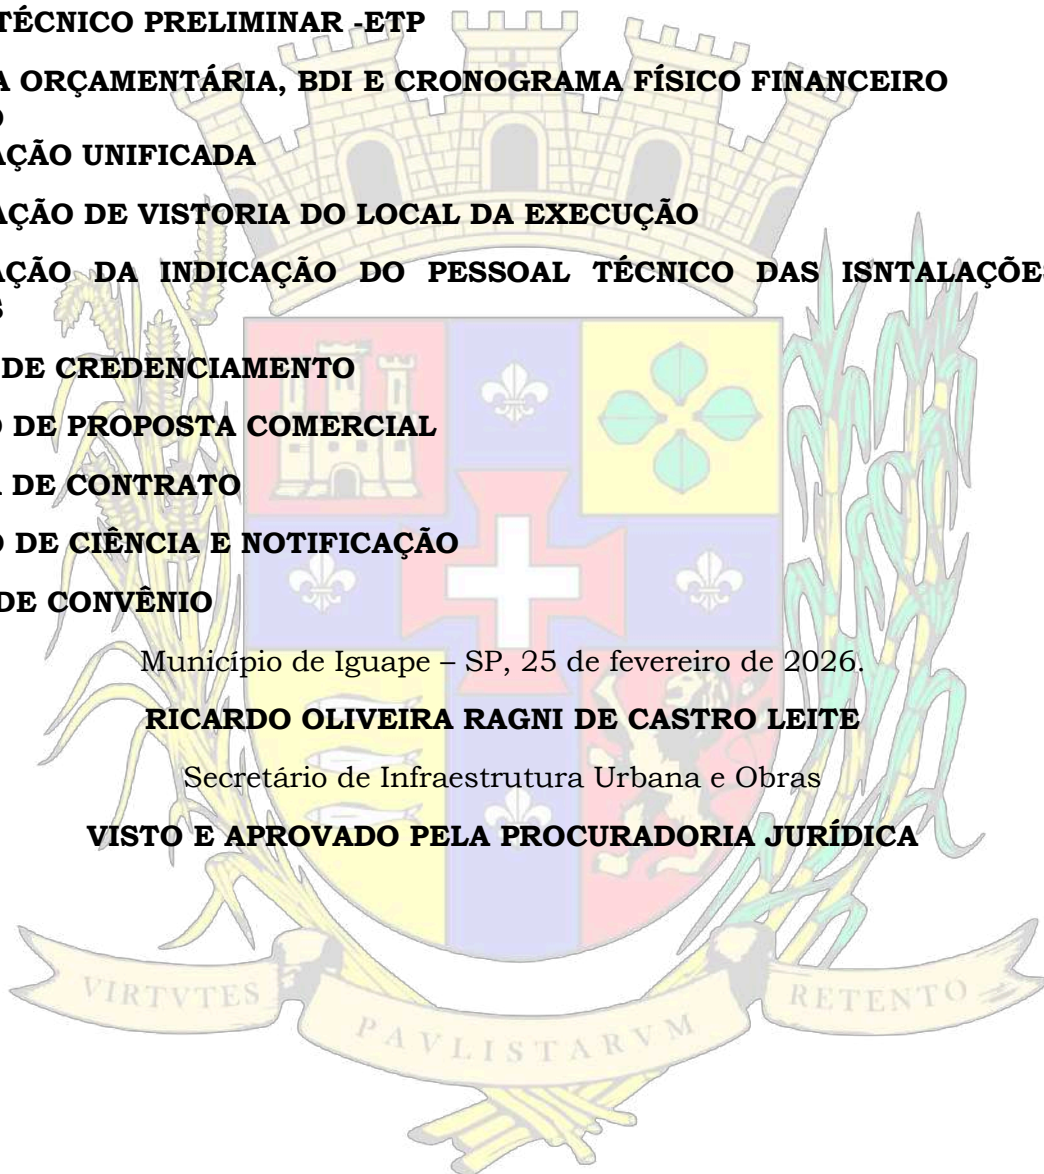 TÉCNICO PRELIMINAR -ETP
A ORÇAMENTÁRIA, BDI E CRONOGRAMA FÍSICO FINANCEIRO
O
AÇÃO UNIFICADA
AÇÃO DE VISTORIA DO LOCAL DA EXECUÇÃO
AÇÃO DA INDICAÇÃO DO PESSOAL TÉCNICO DAS ISNTALAÇÕES
S
DE CREDENCIAMENTO
O DE PROPOSTA COMERCIAL
A DE CONTRATO
O DE CIÊNCIA E NOTIFICAÇÃO
DE CONVÊNIO
Município de Iguape – SP, 25 de fevereiro de 2026.
RICARDO OLIVEIRA RAGNI DE CASTRO LEITE
Secretário de Infraestrutura Urbana e Obras
VISTO E APROVADO PELA PROCURADORIA JURÍDICA
VIRTVTES PAVLISTARVM RETENTO